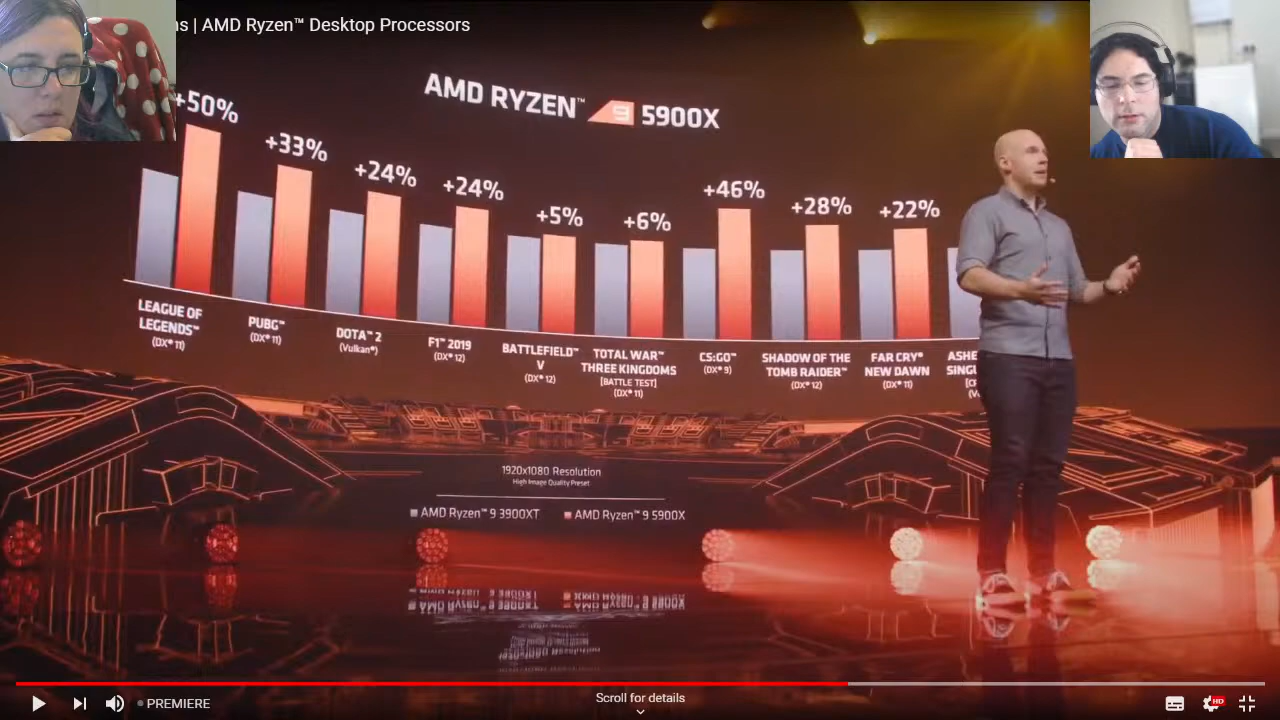 ns | AMD Ryzen™ Desktop Processors
AMD RYZEN™ 9 5900X
+50%
+33%
+24%
+24%
+5%
+6%
+46%
+28%
+22%
LEAGUE OF
LEGENDS™
(DX® 11)
PUBG™
(DX® 11)
DOTA™ 2
(Vulkan®)
F1™ 2019
(DX® 12)
BATTLEFIELD™
V
(DX® 12)
TOTAL WAR™
THREE KINGDOMS
[BATTLE TEST]
(DX® 11)
CS:GO™
(DX® 9)
SHADOW OF THE
TOMB RAIDER™
(DX® 12)
FAR CRY®
NEW DAWN
(DX® 11)
ASHE
SINGU
1920x1080 Resolution
High Image Quality Preset
AMD Ryzen™ 9 3900XT
AMD Ryzen™ 9 5900X
PREMIERE
Scroll for details
HD